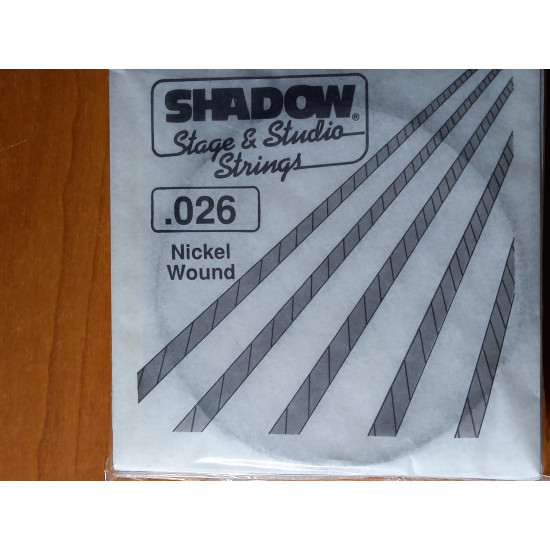 SHADOW®
Stage & Studio
Strings
.026
Nickel
Wound